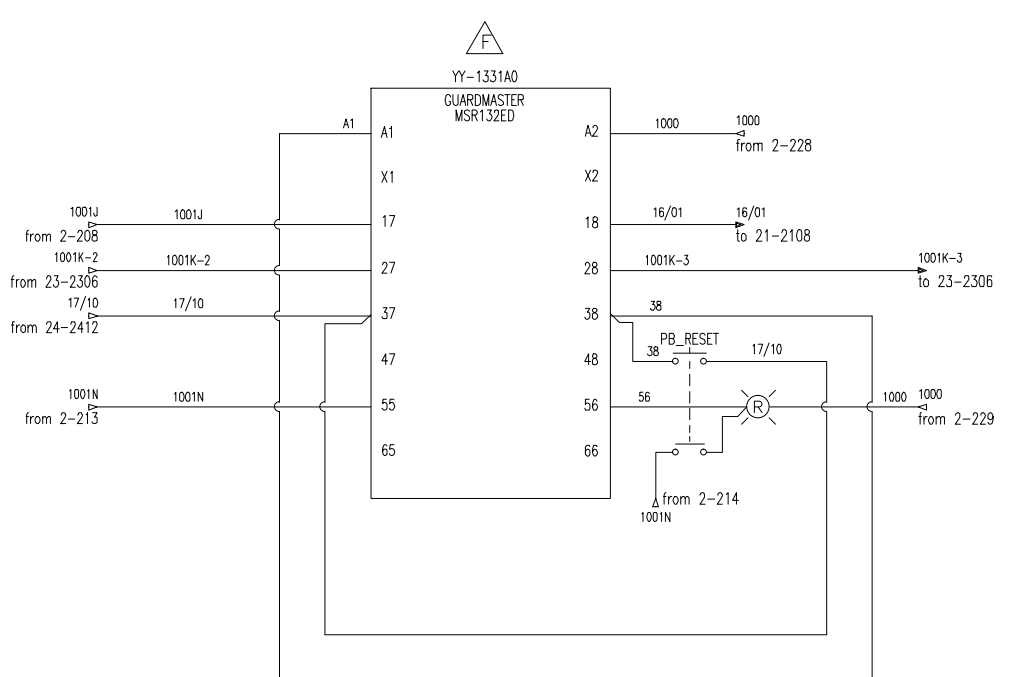 F
YY-1331A0
GUARDMASTER
MSR132ED
A1 A1 A2 1000 1000
from 2-228
X1 X2
1001J 1001J 17 18 16/01 16/01
from 2-208 to 21-2108
1001K-2 1001K-2 27 28 1001K-3 1001K-3
from 23-2306 to 23-2306
17/10 17/10 37 38 38
from 24-2412
PB_RESET
47 48 38 17/10
1001N 1001N 55 56 56 R 1000 1000
from 2-213 from 2-229
65 66
from 2-214
1001N